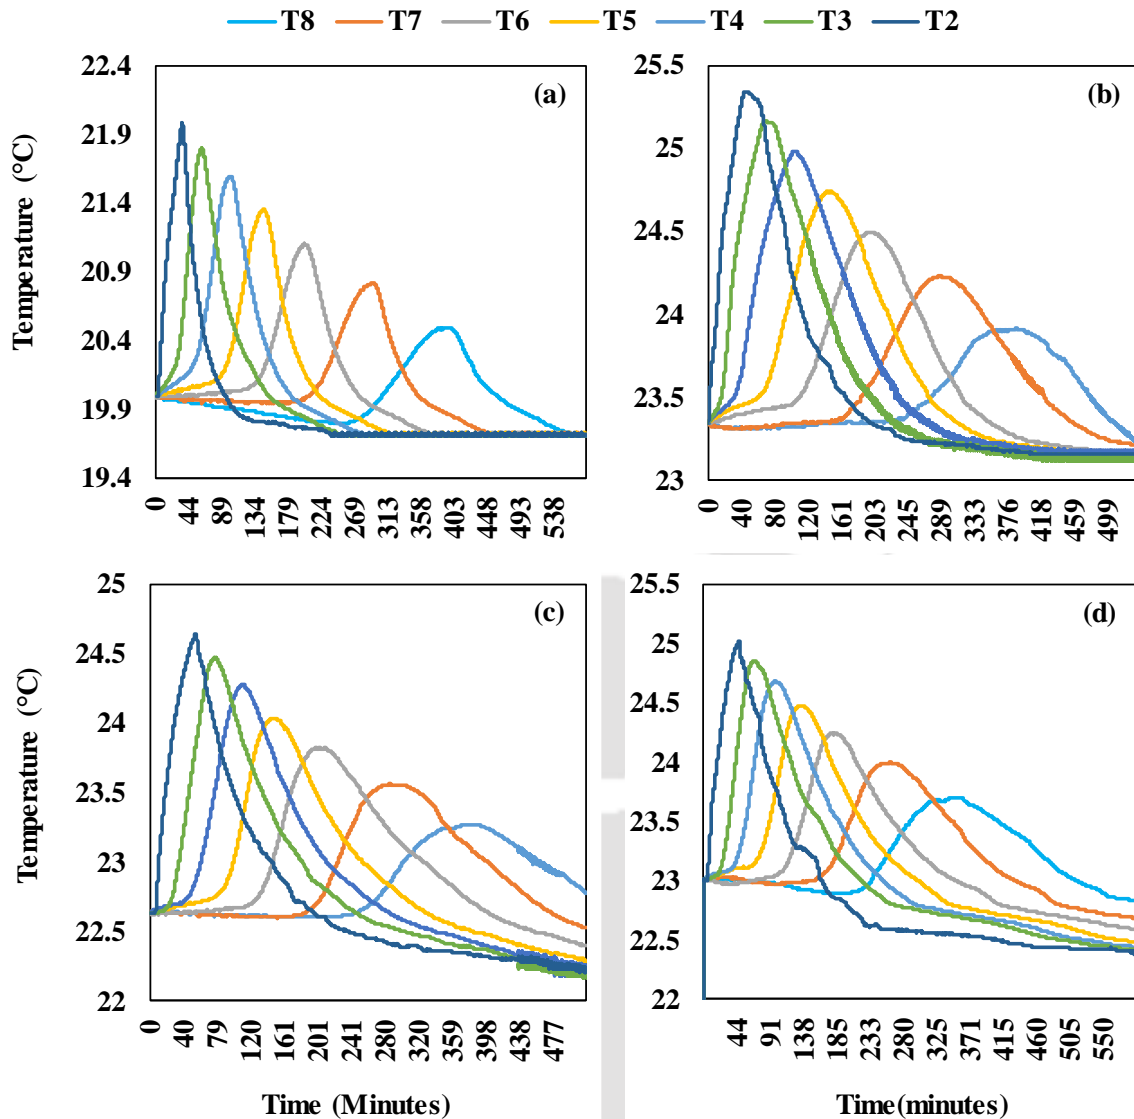 T8 T7 T6 T5 T4 T3 T2
(a)
22.4
21.9
21.4
20.9
20.4
19.9
19.4
Temperature (°C)
0 44 89 134 179 224 269 313 358 403 448 493 538
(b)
25.5
25
24.5
24
23.5
23
0 40 80 120 161 203 245 289 333 376 418 459 499
(c)
25
24.5
24
23.5
23
22.5
22
Temperature (°C)
0 40 79 120 161 201 241 281 320 359 398 438 477
Time (Minutes)
(d)
25.5
25
24.5
24
23.5
23
22.5
22
44 91 138 185 233 280 325 371 415 460 505 550
Time(minutes)